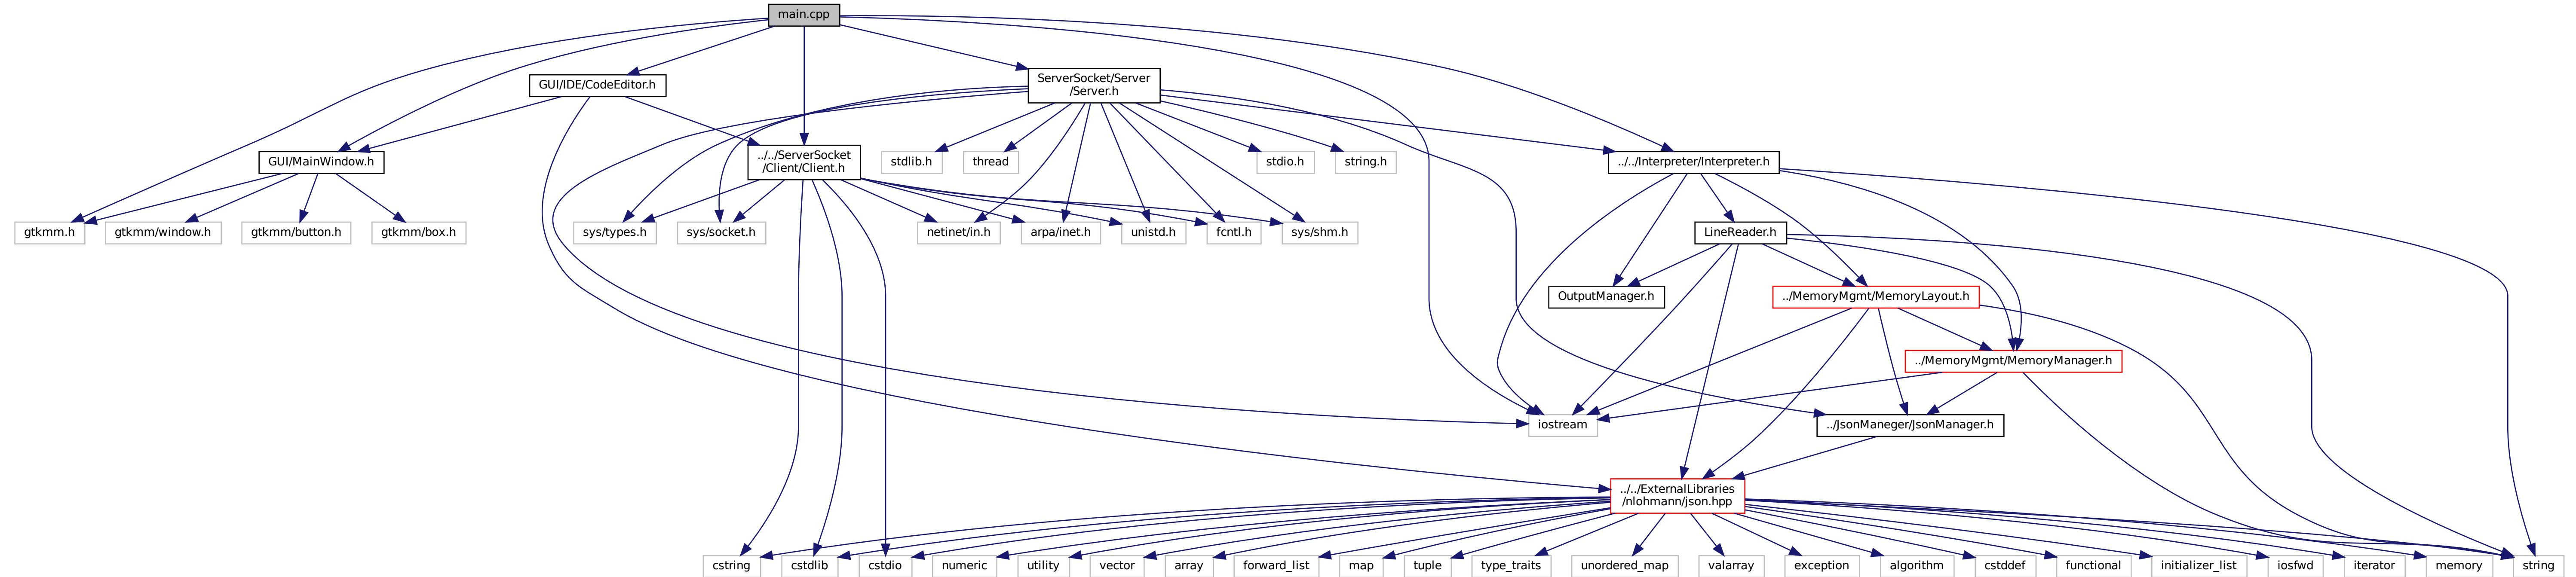 main.cpp
GUI/IDE/CodeEditor.h
ServerSocket/Server
/Server.h
GUI/MainWindow.h
../../ServerSocket
/Client/Client.h
stdlib.h
thread
stdio.h
string.h
../../Interpreter/Interpreter.h
gtkmm.h
gtkmm/window.h
gtkmm/button.h
gtkmm/box.h
sys/types.h
sys/socket.h
netinet/in.h
arpa/inet.h
unistd.h
fcntl.h
sys/shm.h
LineReader.h
OutputManager.h
../MemoryMgmt/MemoryLayout.h
../MemoryMgmt/MemoryManager.h
iostream
../JsonManeger/JsonManager.h
../../ExternalLibraries
/nlohmann/json.hpp
cstring
cstdlib
cstdio
numeric
utility
vector
array
forward_list
map
tuple
type_traits
unordered_map
valarray
exception
algorithm
cstddef
functional
initializer_list
iosfwd
iterator
memory
string